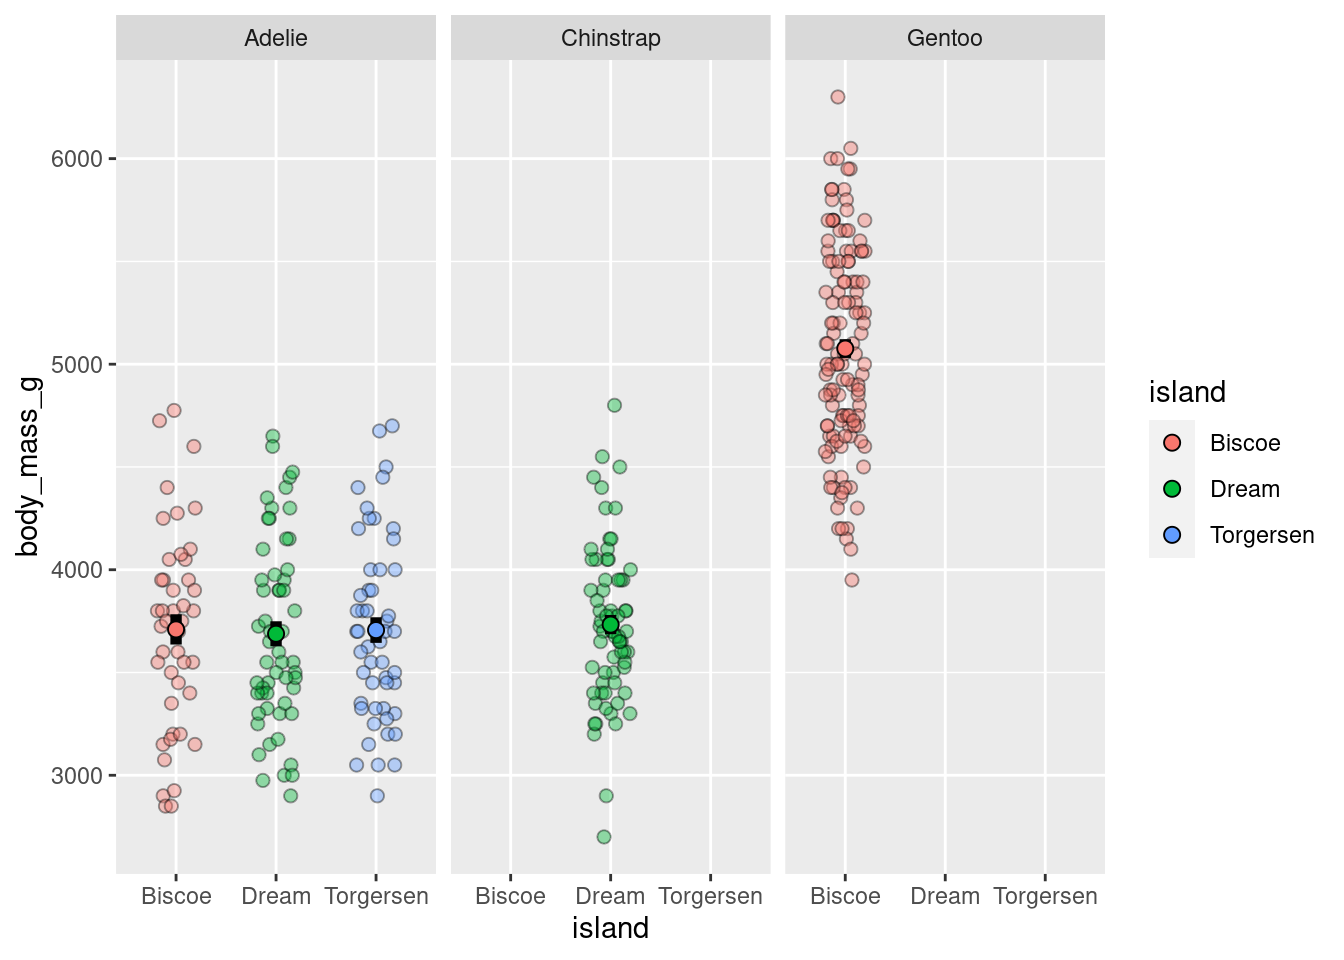 Adelie Chinstrap Gentoo
body_mass_g
6000
5000
4000
3000
Biscoe Dream Torgersen Biscoe Dream Torgersen Biscoe Dream Torgersen
island
island
Biscoe
Dream
Torgersen